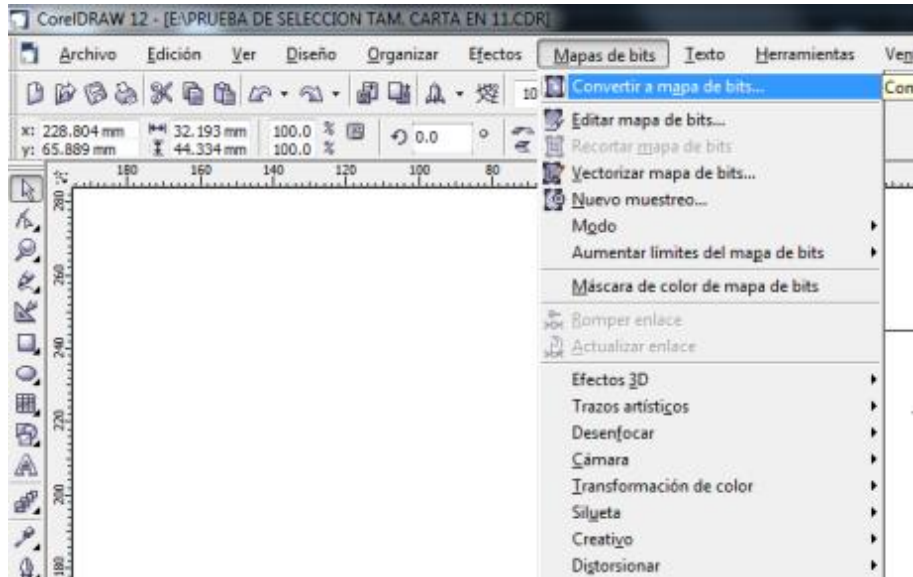 CorelDRAW 12 - [E:\PRUEBA DE SELECCION TAM. CARTA EN 11.CDR]
Archivo Edición Ver Diseño Organizar Efectos Mapas de bits Texto Herramientas Ven
10
Convertir a mapa de bits...
Con
Editar mapa de bits...
x: 228.804 mm 32.193 mm 100.0 % 0.0 °
y: 65.889 mm 44.334 mm 100.0 %
Recortar mapa de bits
Vectorizar mapa de bits...
180 160 140 120 100 80
Nuevo muestreo...
Modo
Aumentar límites del mapa de bits
Máscara de color de mapa de bits
Romper enlace
Actualizar enlace
Efectos 3D
Trazos artísticos
Desenfocar
Cámara
Transformación de color
Silueta
Creativo
Distorsionar
280
260
240
220
200
180